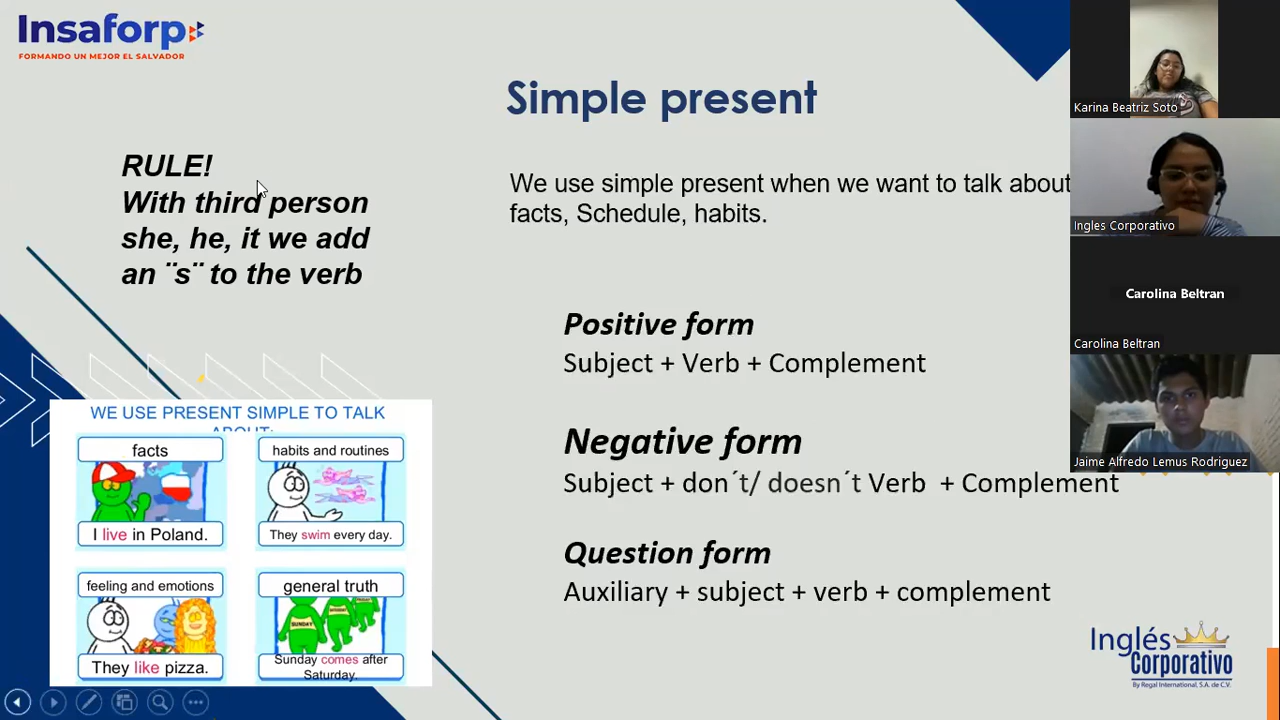 Insaforp
FORMANDO UN MEJOR EL SALVADOR
Simple present
RULE!
With third person
she, he, it we add
an ¨s¨ to the verb
We use simple present when we want to talk about
facts, Schedule, habits.
Positive form
Subject + Verb + Complement
Negative form
Subject + don´t/ doesn´t Verb + Complement
Question form
Auxiliary + subject + verb + complement
WE USE PRESENT SIMPLE TO TALK
ABOUT:
facts
I live in Poland.
habits and routines
They swim every day.
feeling and emotions
They like pizza.
general truth
SUNDAY
Sunday comes after
Saturday.
Karina Beatriz Soto
Ingles Corporativo
Carolina Beltran
Carolina Beltran
Jaime Alfredo Lemus Rodriguez
Inglés
Corporativo
By Regal International, S.A. de C.V.